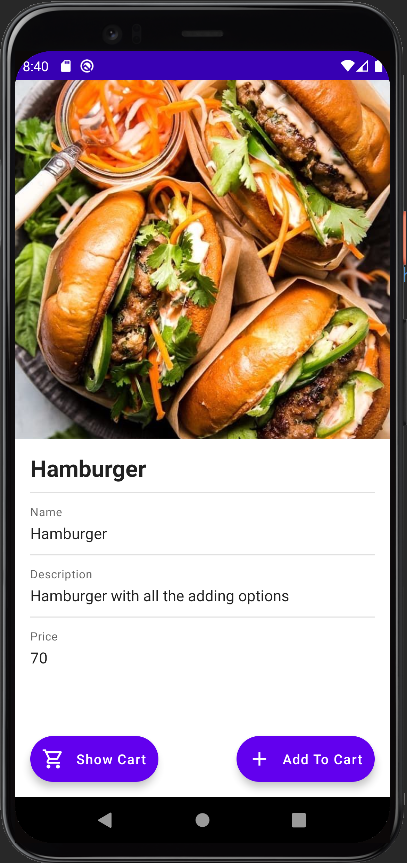 8:40
Hamburger
Name
Hamburger
Description
Hamburger with all the adding options
Price
70
Show Cart
Add To Cart